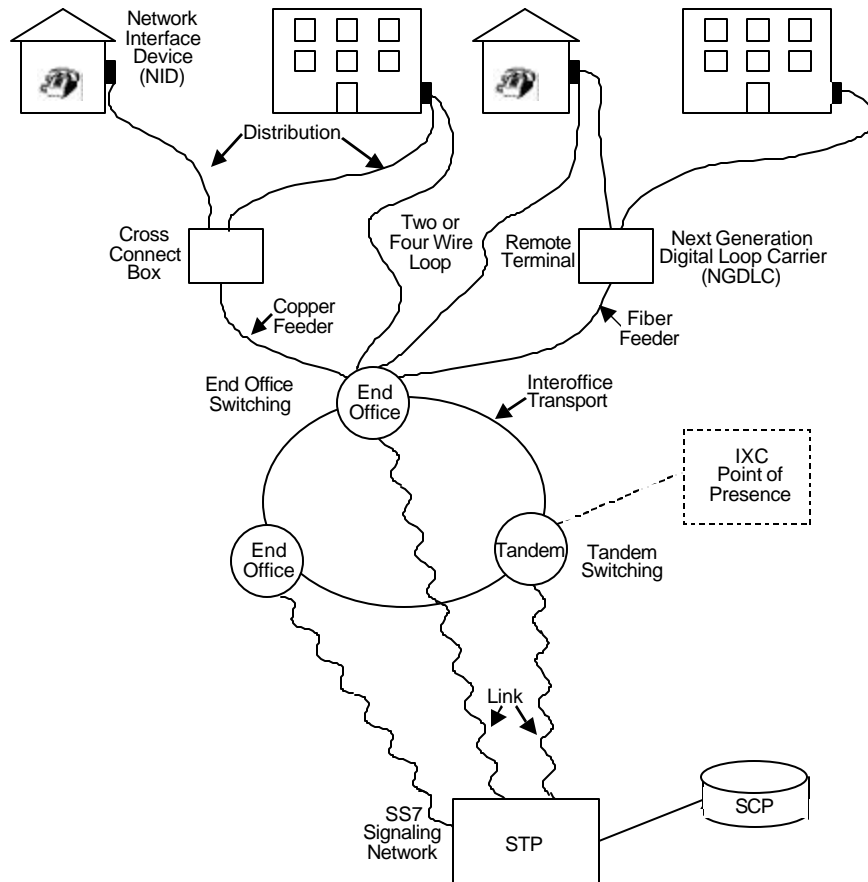 Network
Interface
Device
(NID)
Distribution
Cross
Connect
Box
Two or
Four Wire
Loop
Remote
Terminal
Next Generation
Digital Loop Carrier
(NGDLC)
Copper
Feeder
Fiber
Feeder
End Office
Switching
End
Office
Interoffice
Transport
IXC
Point of
Presence
End
Office
Tandem
Tandem
Switching
Link
SS7
Signaling
Network
STP
SCP